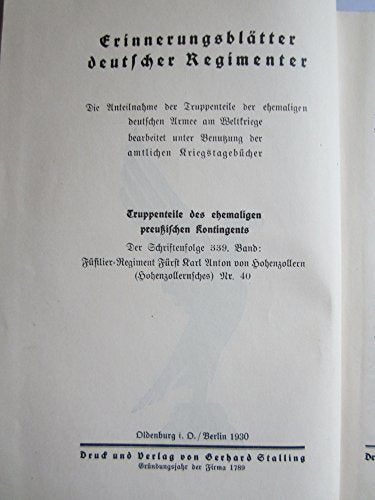 Erinnerungsblätter
deutscher Regimenter
Die Anteilnahme der Truppenteile der ehemaligen
deutschen Armee am Weltkriege
bearbeitet unter Benutzung der
amtlichen Kriegstagebücher
Truppenteile des ehemaligen
preußischen Kontingents
Der Schriftenfolge 339. Band:
Füsilier-Regiment Fürst Karl Anton von Hohenzollern
(Hohenzollernsches) Nr. 40
Oldenburg i. O./Berlin 1930
Druck und Verlag von Gerhard Stalling
Gründungsjahr der Firma 1789